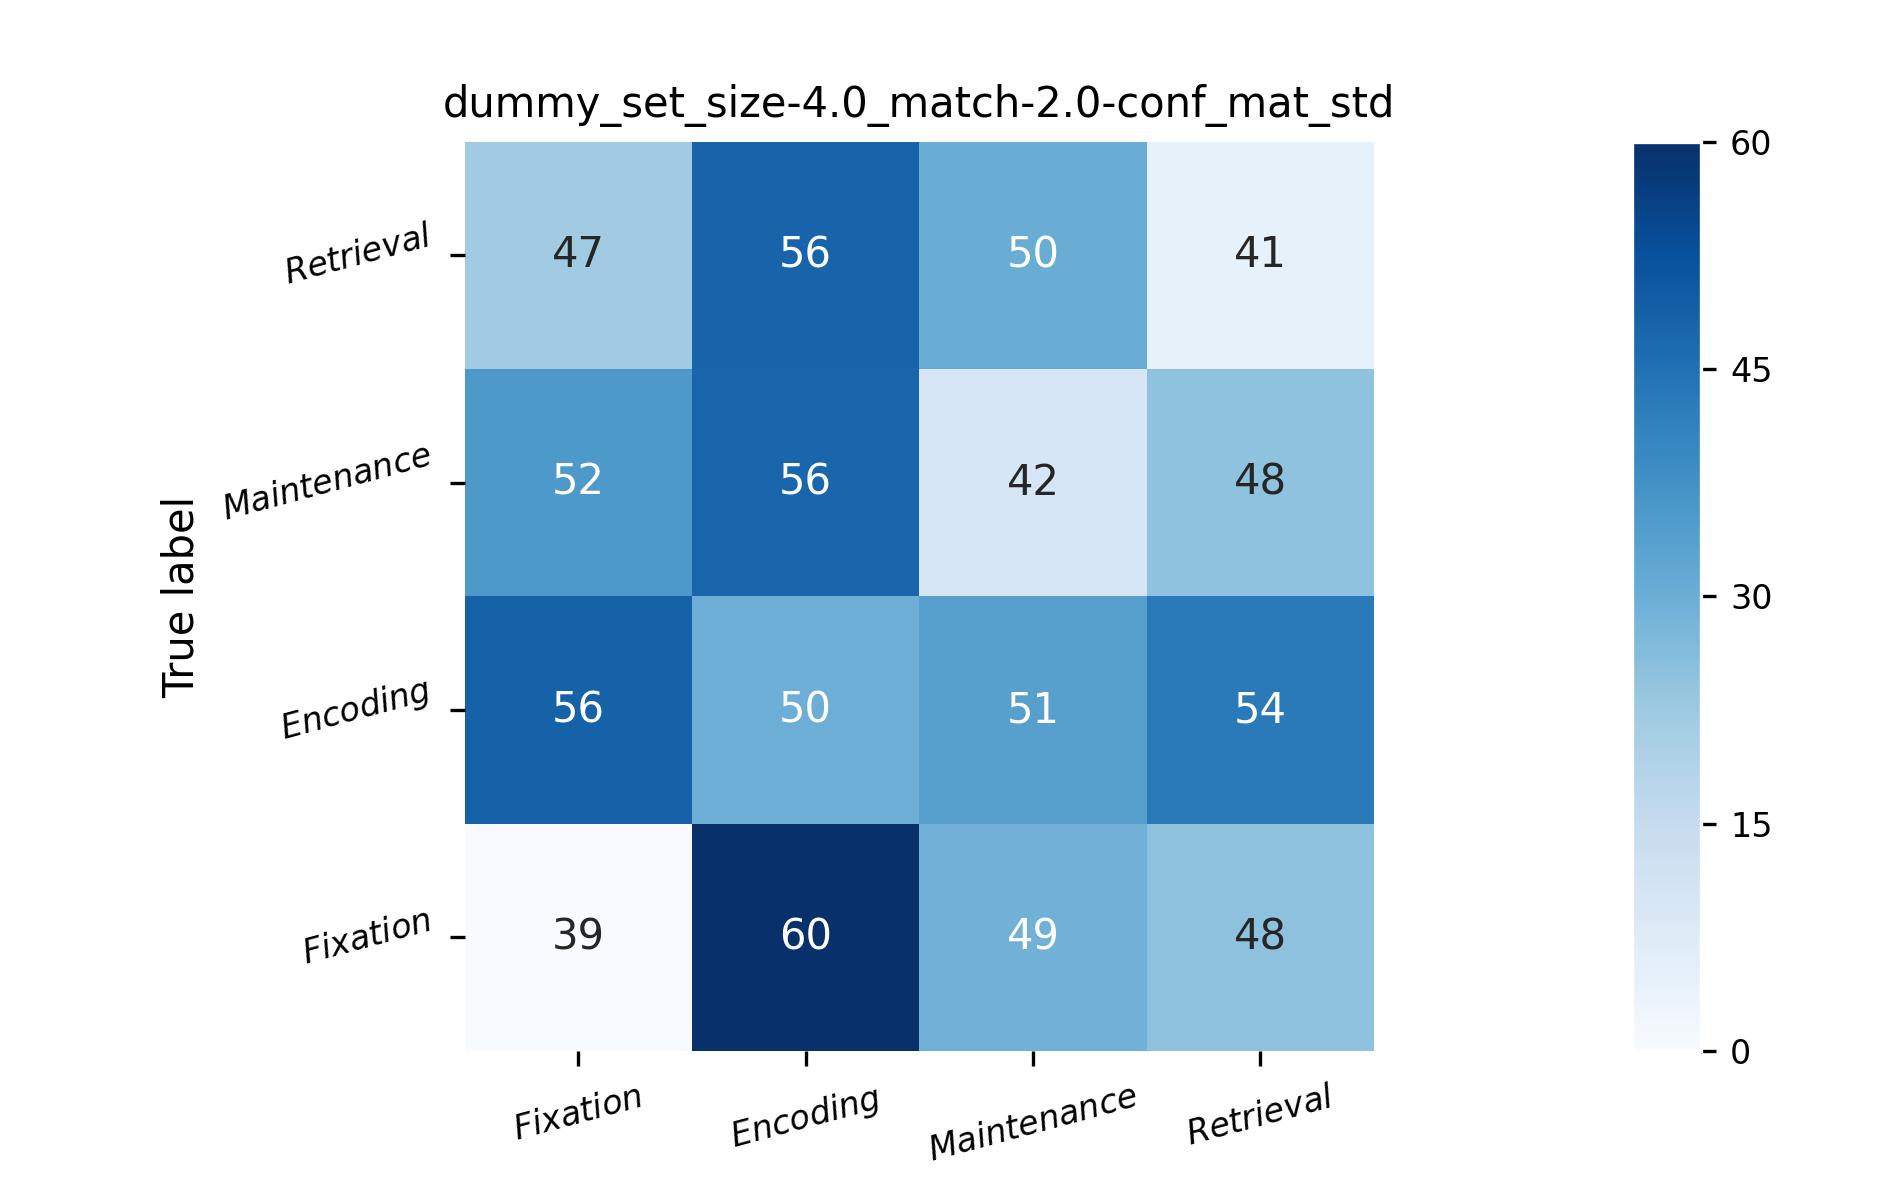 dummy_set_size-4.0_match-2.0-conf_mat_std
True label
Retrieval 47 56 50 41
Maintenance 52 56 42 48
Encoding 56 50 51 54
Fixation 39 60 49 48
Fixation Encoding Maintenance Retrieval
60
45
30
15
0